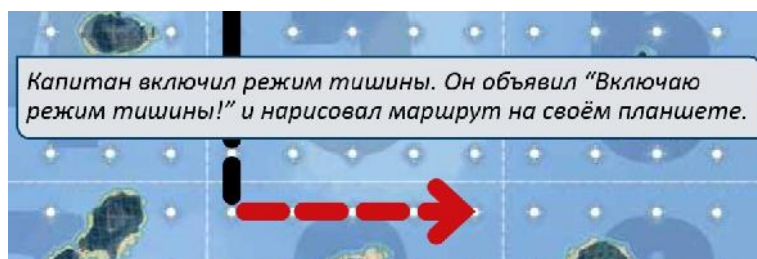 Капитан включил режим тишины. Он объявил “Включаю
режим тишины!” и нарисовал маршрут на своём планшете.